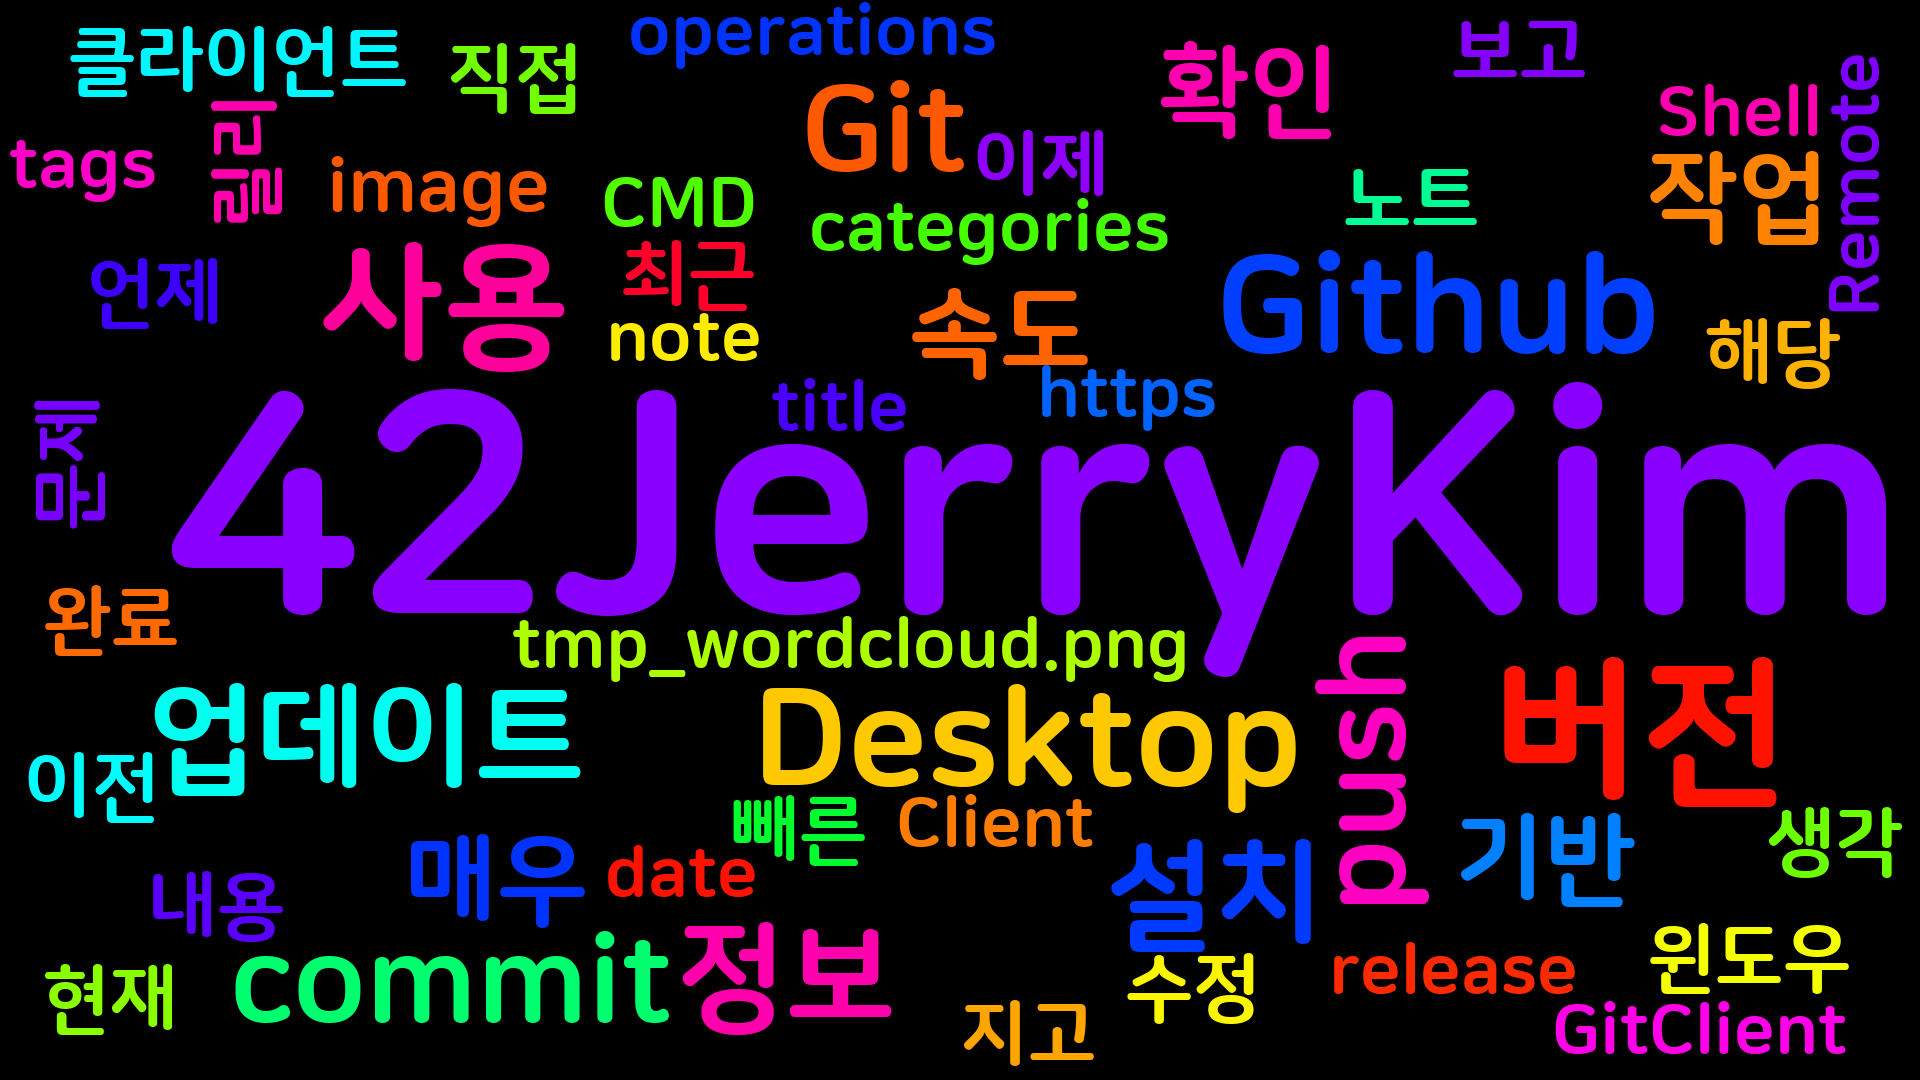 operations
클라이언트
직접
확인
보고
Git
Shell
Remote
릴리
tags
image
이제
CMD
categories
노트
작업
언제
사용
최근
note
속도
Github
해당
title
https
문제
42JerryKim
완료
tmp_wordcloud.png
push
업데이트
Desktop
버전
이전
빠른
Client
기반
생각
매우
date
설치
내용
commit
정보
수정
release
윈도우
현재
지고
GitClient